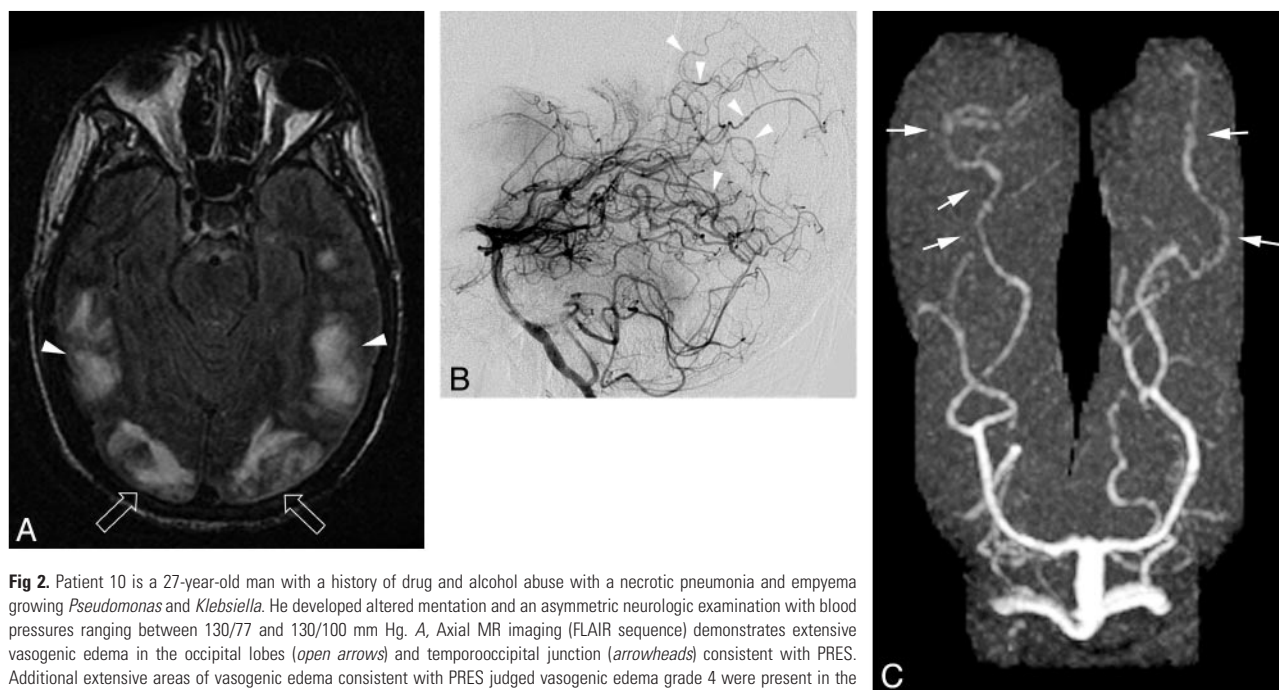 A
B
C
Fig 2. Patient 10 is a 27-year-old man with a history of drug and alcohol abuse with a necrotic pneumonia and empyema
growing Pseudomonas and Klebsiella. He developed altered mentation and an asymmetric neurologic examination with blood
pressures ranging between 130/77 and 130/100 mm Hg. A, Axial MR imaging (FLAIR sequence) demonstrates extensive
vasogenic edema in the occipital lobes (open arrows) and temporooccipital junction (arrowheads) consistent with PRES.
Additional extensive areas of vasogenic edema consistent with PRES judged vasogenic edema grade 4 were present in the